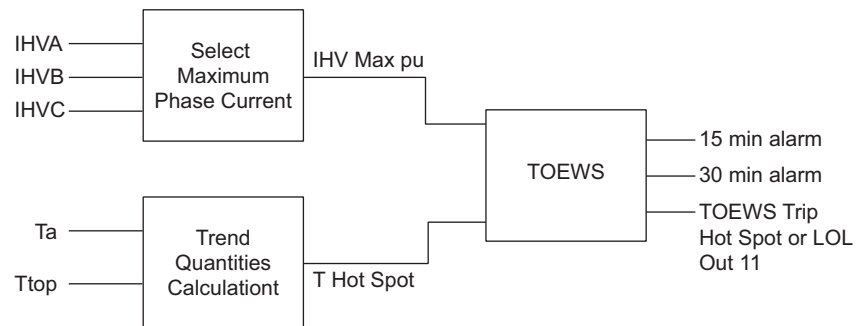 IHVA
IHVB
IHVC
Select
Maximum
Phase Current
IHV Max pu
Ta
Ttop
Trend
Quantities
Calculationt
T Hot Spot
TOEWS
15 min alarm
30 min alarm
TOEWS Trip
Hot Spot or LOL
Out 11